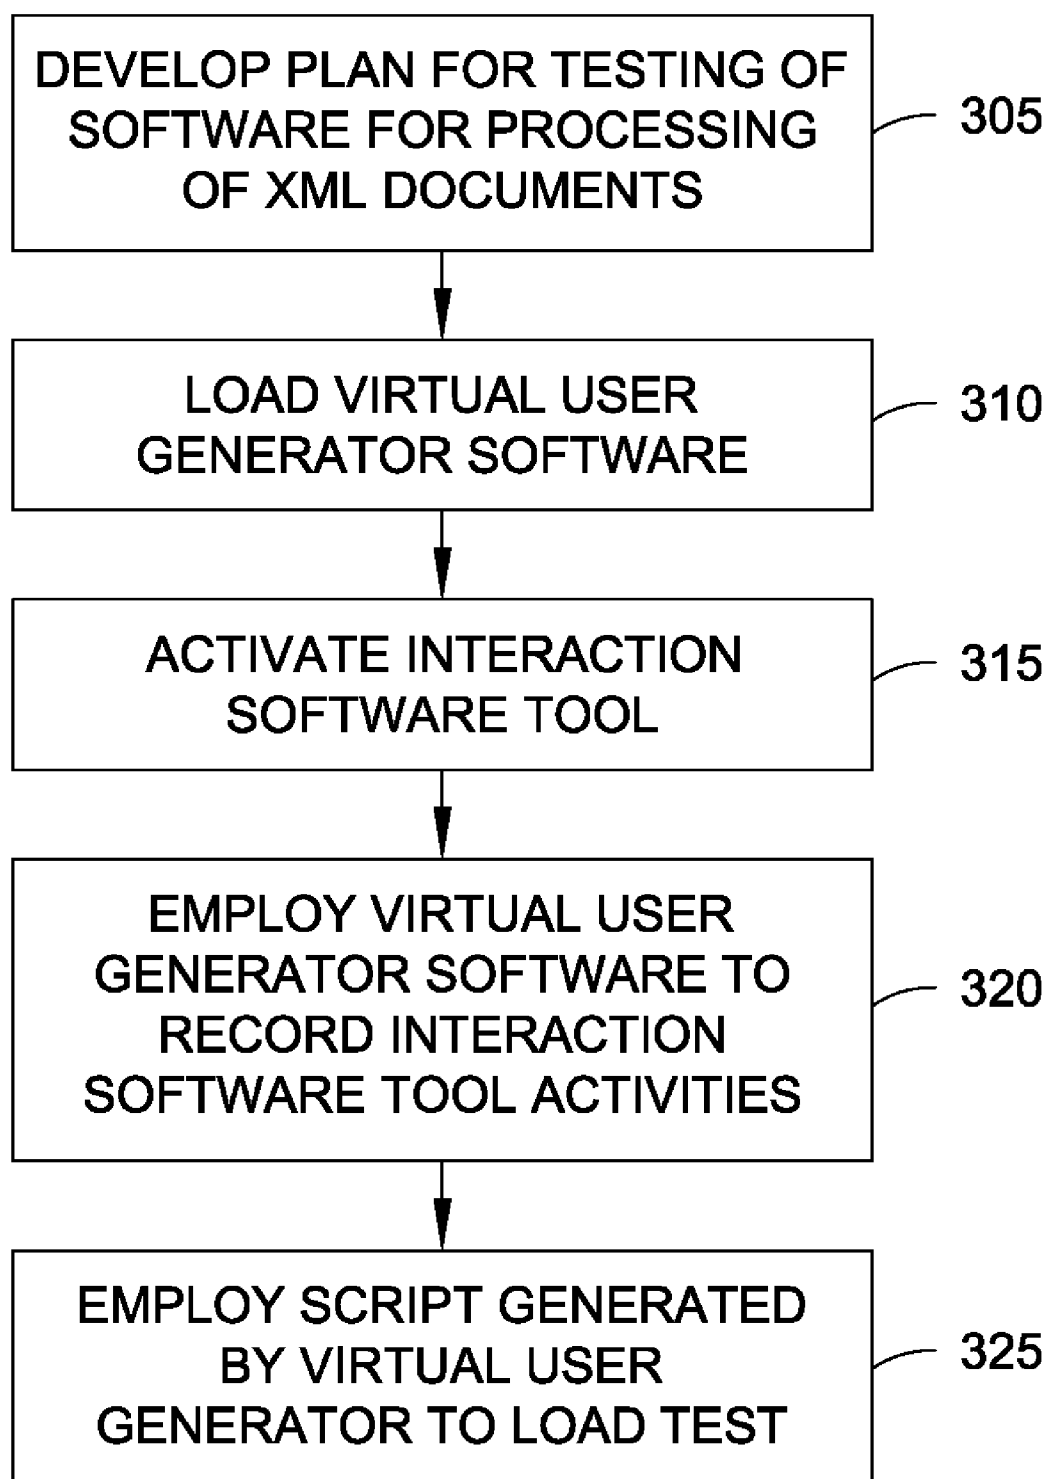 DEVELOP PLAN FOR TESTING OF
SOFTWARE FOR PROCESSING
OF XML DOCUMENTS
305
LOAD VIRTUAL USER
GENERATOR SOFTWARE
310
ACTIVATE INTERACTION
SOFTWARE TOOL
315
EMPLOY VIRTUAL USER
GENERATOR SOFTWARE TO
RECORD INTERACTION
SOFTWARE TOOL ACTIVITIES
320
EMPLOY SCRIPT GENERATED
BY VIRTUAL USER
GENERATOR TO LOAD TEST
325